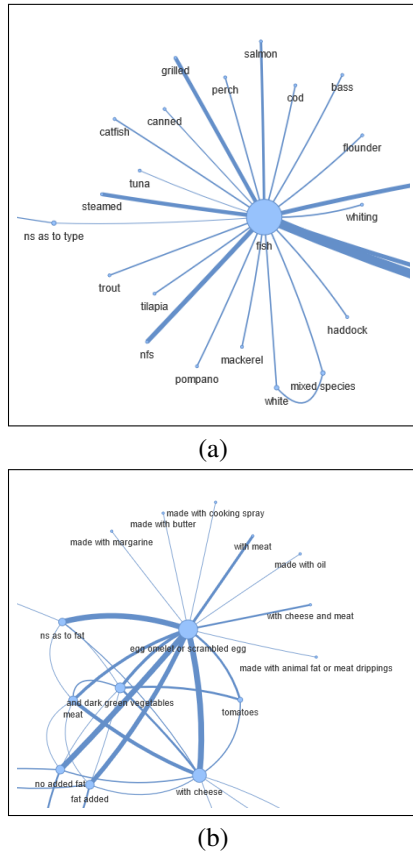 salmon
grilled
perch
cod
bass
canned
catfish
flounder
tuna
steamed
whiting
ns as to type
fish
trout
tilapia
haddock
nfs
mackerel
pompano
mixed species
white
(a)
made with cooking spray
made with butter
made with margarine
with meat
made with oil
with cheese and meat
ns as to fat
egg omelet or scrambled egg
made with animal fat or meat drippings
and dark green vegetables
meat
tomatoes
no added fat
with cheese
fat added
(b)